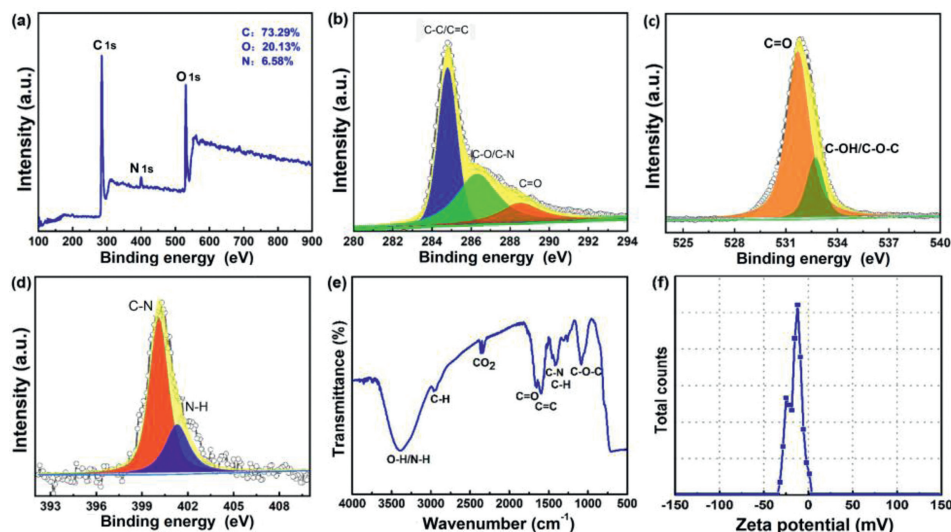 (a)
C: 73.29%
O: 20.13%
N: 6.58%
C 1s
N 1s
O 1s
Intensity (a.u.)
100 200 300 400 500 600 700 800 900
Binding energy (eV)
(b)
C-C/C=C
C-O/C-N
C=O
Intensity (a.u.)
280 282 284 286 288 290 292 294
Binding energy (eV)
(c)
C=O
C-OH/C-O-C
Intensity (a.u.)
525 528 531 534 537 540
Binding energy (eV)
(d)
C-N
N-H
Intensity (a.u.)
393 396 399 402 405 408
Binding energy (eV)
(e)
CO2
C-H
C-N
C-H
C-O-C
C=O
C=C
O-H/N-H
Transmittance (%)
4000 3500 3000 2500 2000 1500 1000 500
Wavenumber (cm-1)
(f)
Total counts
-150 -100 -50 0 50 100 150
Zeta potential (mV)